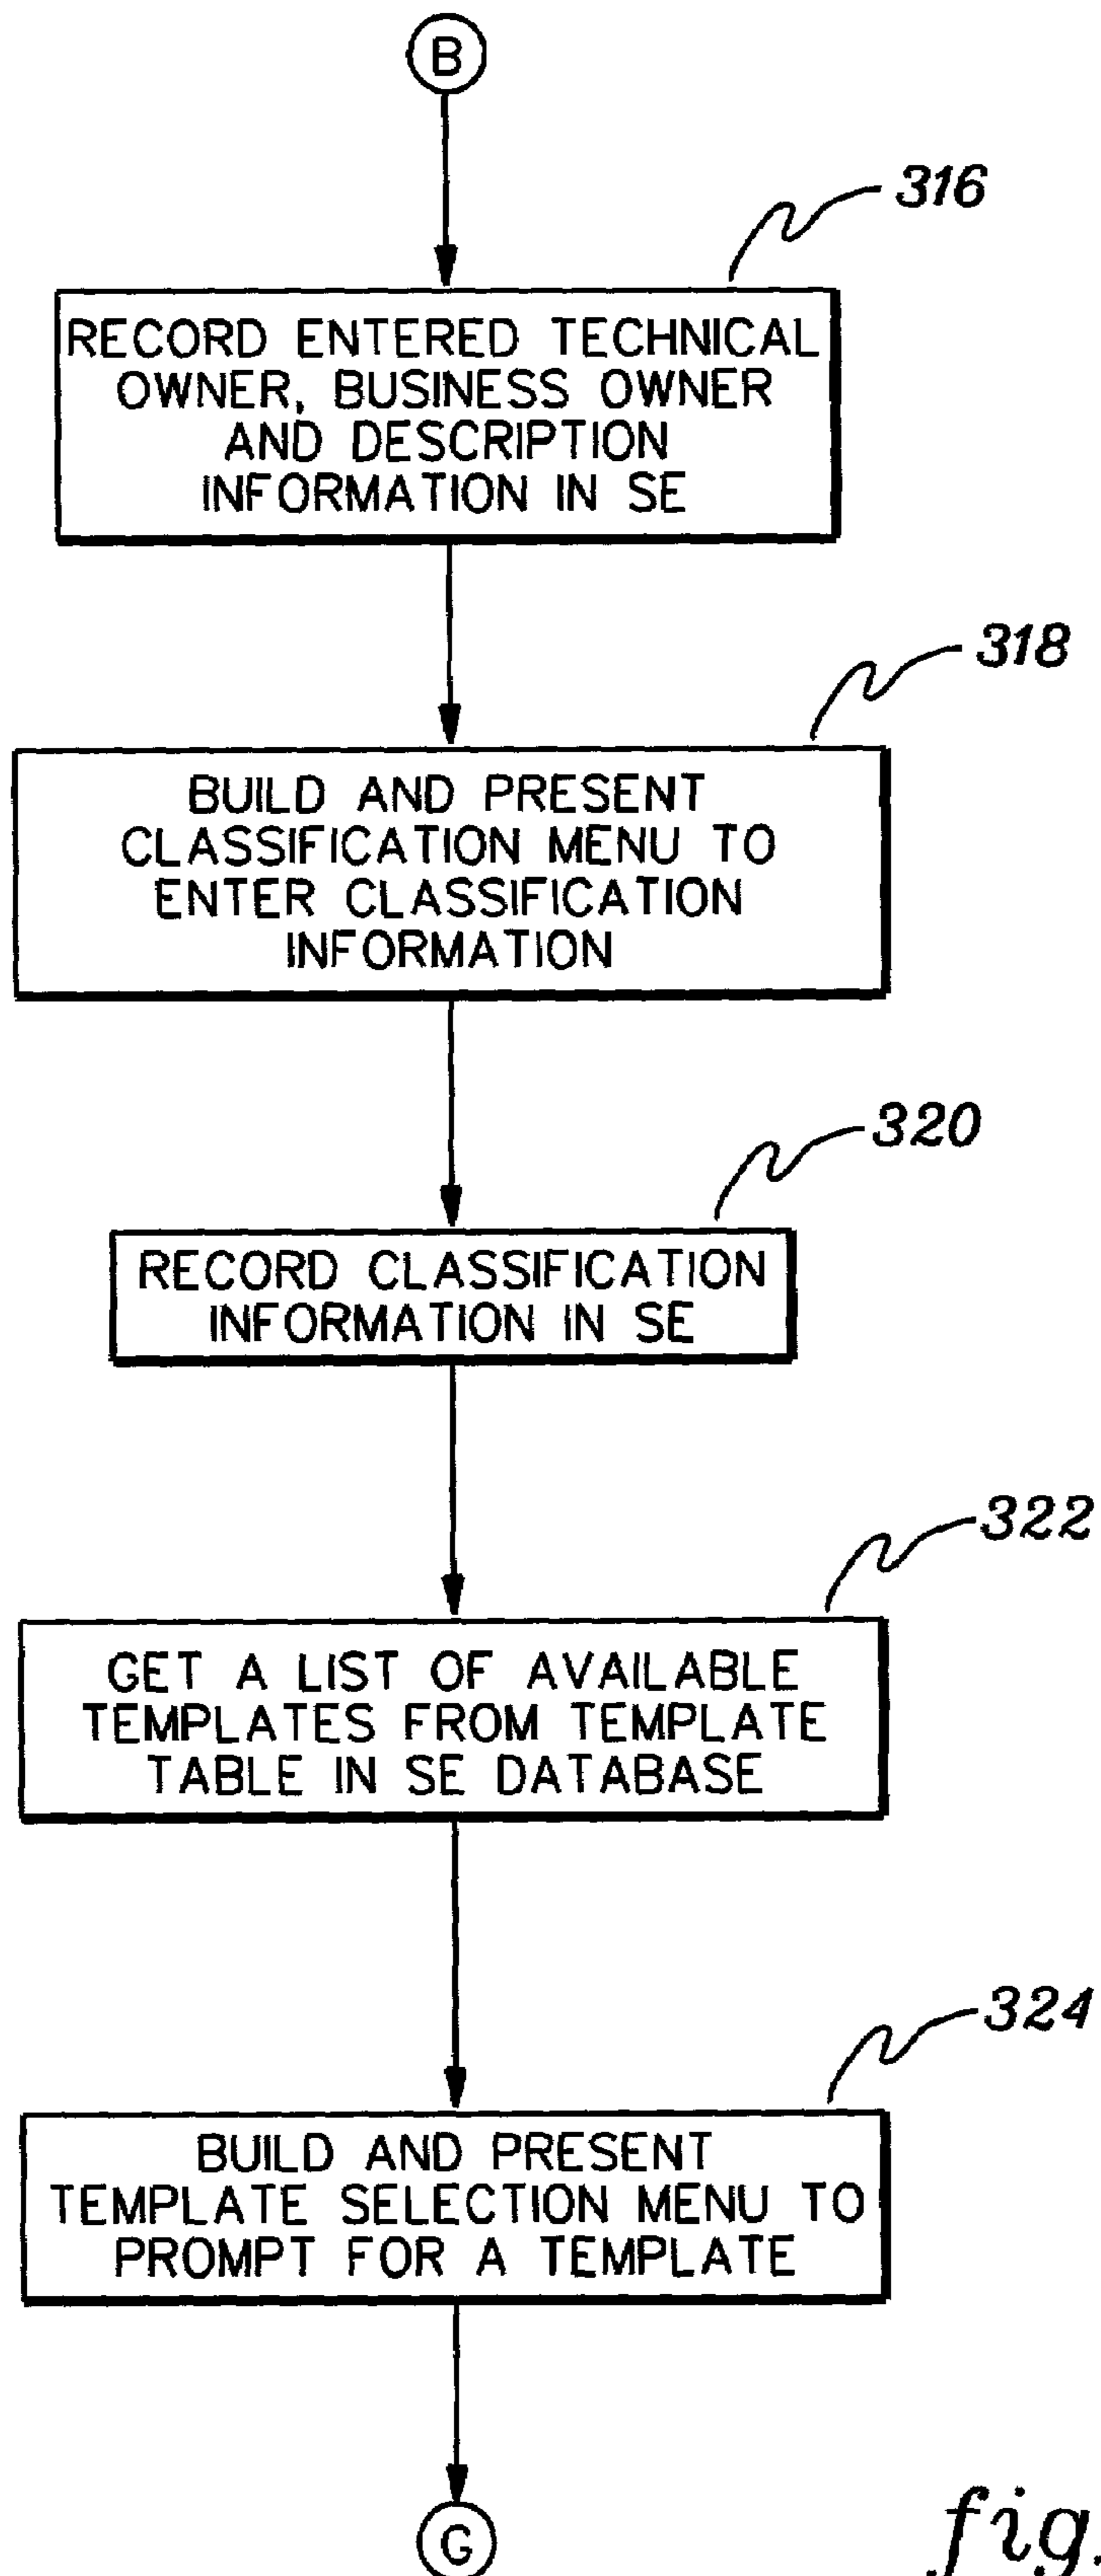 B
316
RECORD ENTERED TECHNICAL
OWNER, BUSINESS OWNER
AND DESCRIPTION
INFORMATION IN SE
318
BUILD AND PRESENT
CLASSIFICATION MENU TO
ENTER CLASSIFICATION
INFORMATION
320
RECORD CLASSIFICATION
INFORMATION IN SE
322
GET A LIST OF AVAILABLE
TEMPLATES FROM TEMPLATE
TABLE IN SE DATABASE
324
BUILD AND PRESENT
TEMPLATE SELECTION MENU TO
PROMPT FOR A TEMPLATE
G
fig.